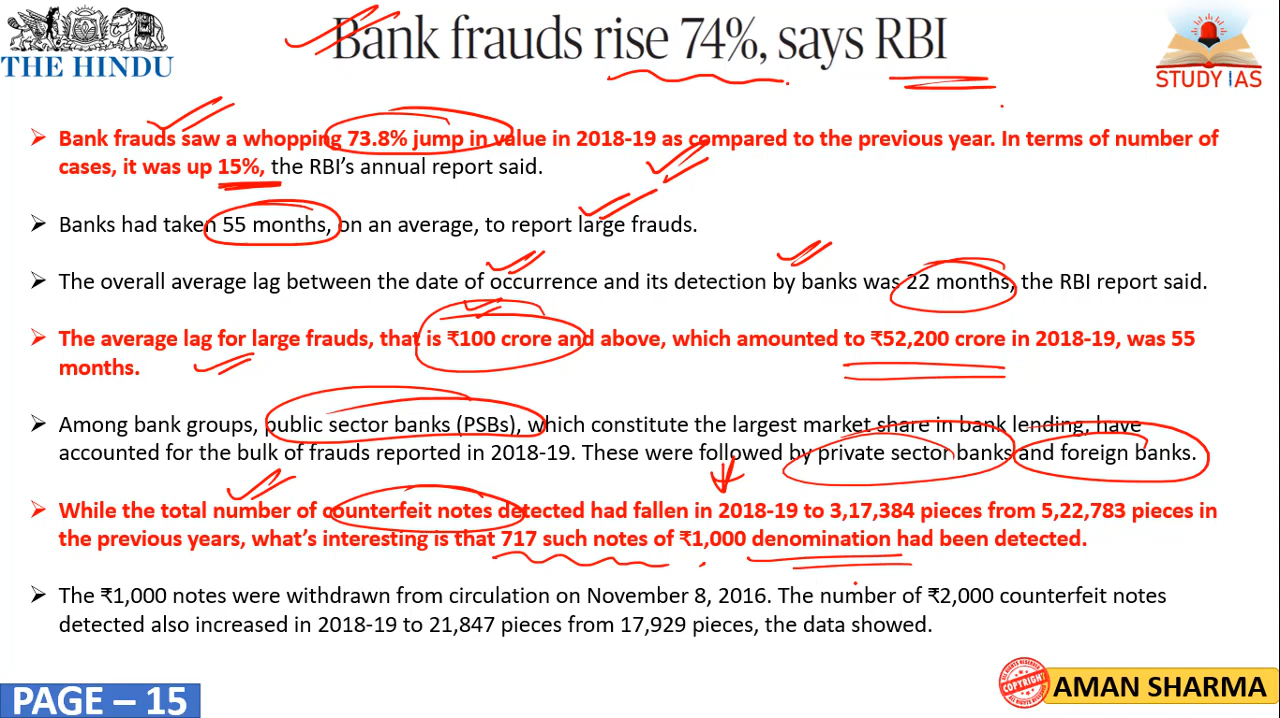 Bank frauds rise 74%, says RBI
THE HINDU
STUDY IAS
➢ Bank frauds saw a whopping 73.8% jump in value in 2018-19 as compared to the previous year. In terms of number of
cases, it was up 15%, the RBI's annual report said.
➢ Banks had taken 55 months, on an average, to report large frauds.
➢ The overall average lag between the date of occurrence and its detection by banks was 22 months, the RBI report said.
➢ The average lag for large frauds, that is ₹100 crore and above, which amounted to ₹52,200 crore in 2018-19, was 55
months.
➢ Among bank groups, public sector banks (PSBs), which constitute the largest market share in bank lending, have
accounted for the bulk of frauds reported in 2018-19. These were followed by private sector banks and foreign banks.
➢ While the total number of counterfeit notes detected had fallen in 2018-19 to 3,17,384 pieces from 5,22,783 pieces in
the previous years, what's interesting is that 717 such notes of ₹1,000 denomination had been detected.
➢ The ₹1,000 notes were withdrawn from circulation on November 8, 2016. The number of ₹2,000 counterfeit notes
detected also increased in 2018-19 to 21,847 pieces from 17,929 pieces, the data showed.
PAGE – 15
COPYRIGHT
AMAN SHARMA